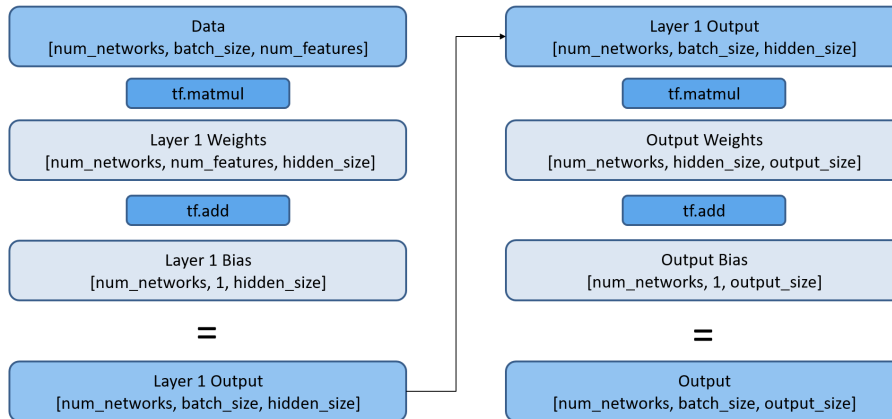 Data
[num_networks, batch_size, num_features]
tf.matmul
Layer 1 Weights
[num_networks, num_features, hidden_size]
tf.add
Layer 1 Bias
[num_networks, 1, hidden_size]
=
Layer 1 Output
[num_networks, batch_size, hidden_size]
Layer 1 Output
[num_networks, batch_size, hidden_size]
tf.matmul
Output Weights
[num_networks, hidden_size, output_size]
tf.add
Output Bias
[num_networks, 1, output_size]
=
Output
[num_networks, batch_size, output_size]